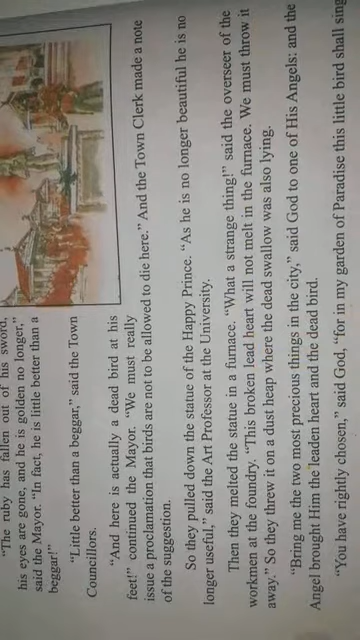 "The ruby has fallen out of his sword,
his eyes are gone, and he is golden no longer,"
said the Mayor. "In fact, he is little better than a
beggar!"
"Little better than a beggar," said the Town
Councillors.
"And here is actually a dead bird at his
feet!" continued the Mayor. "We must really
issue a proclamation that birds are not to be allowed to die here." And the Town Clerk made a note
of the suggestion.
So they pulled down the statue of the Happy Prince. "As he is no longer beautiful he is no
longer useful," said the Art Professor at the University.
Then they melted the statue in a furnace. "What a strange thing!" said the overseer of the
workmen at the foundry. "This broken lead heart will not melt in the furnace. We must throw it
away." So they threw it on a dust heap where the dead swallow was also lying.
"Bring me the two most precious things in the city," said God to one of His Angels: and the
Angel brought Him the leaden heart and the dead bird.
"You have rightly chosen," said God, "for in my garden of Paradise this little bird shall sing